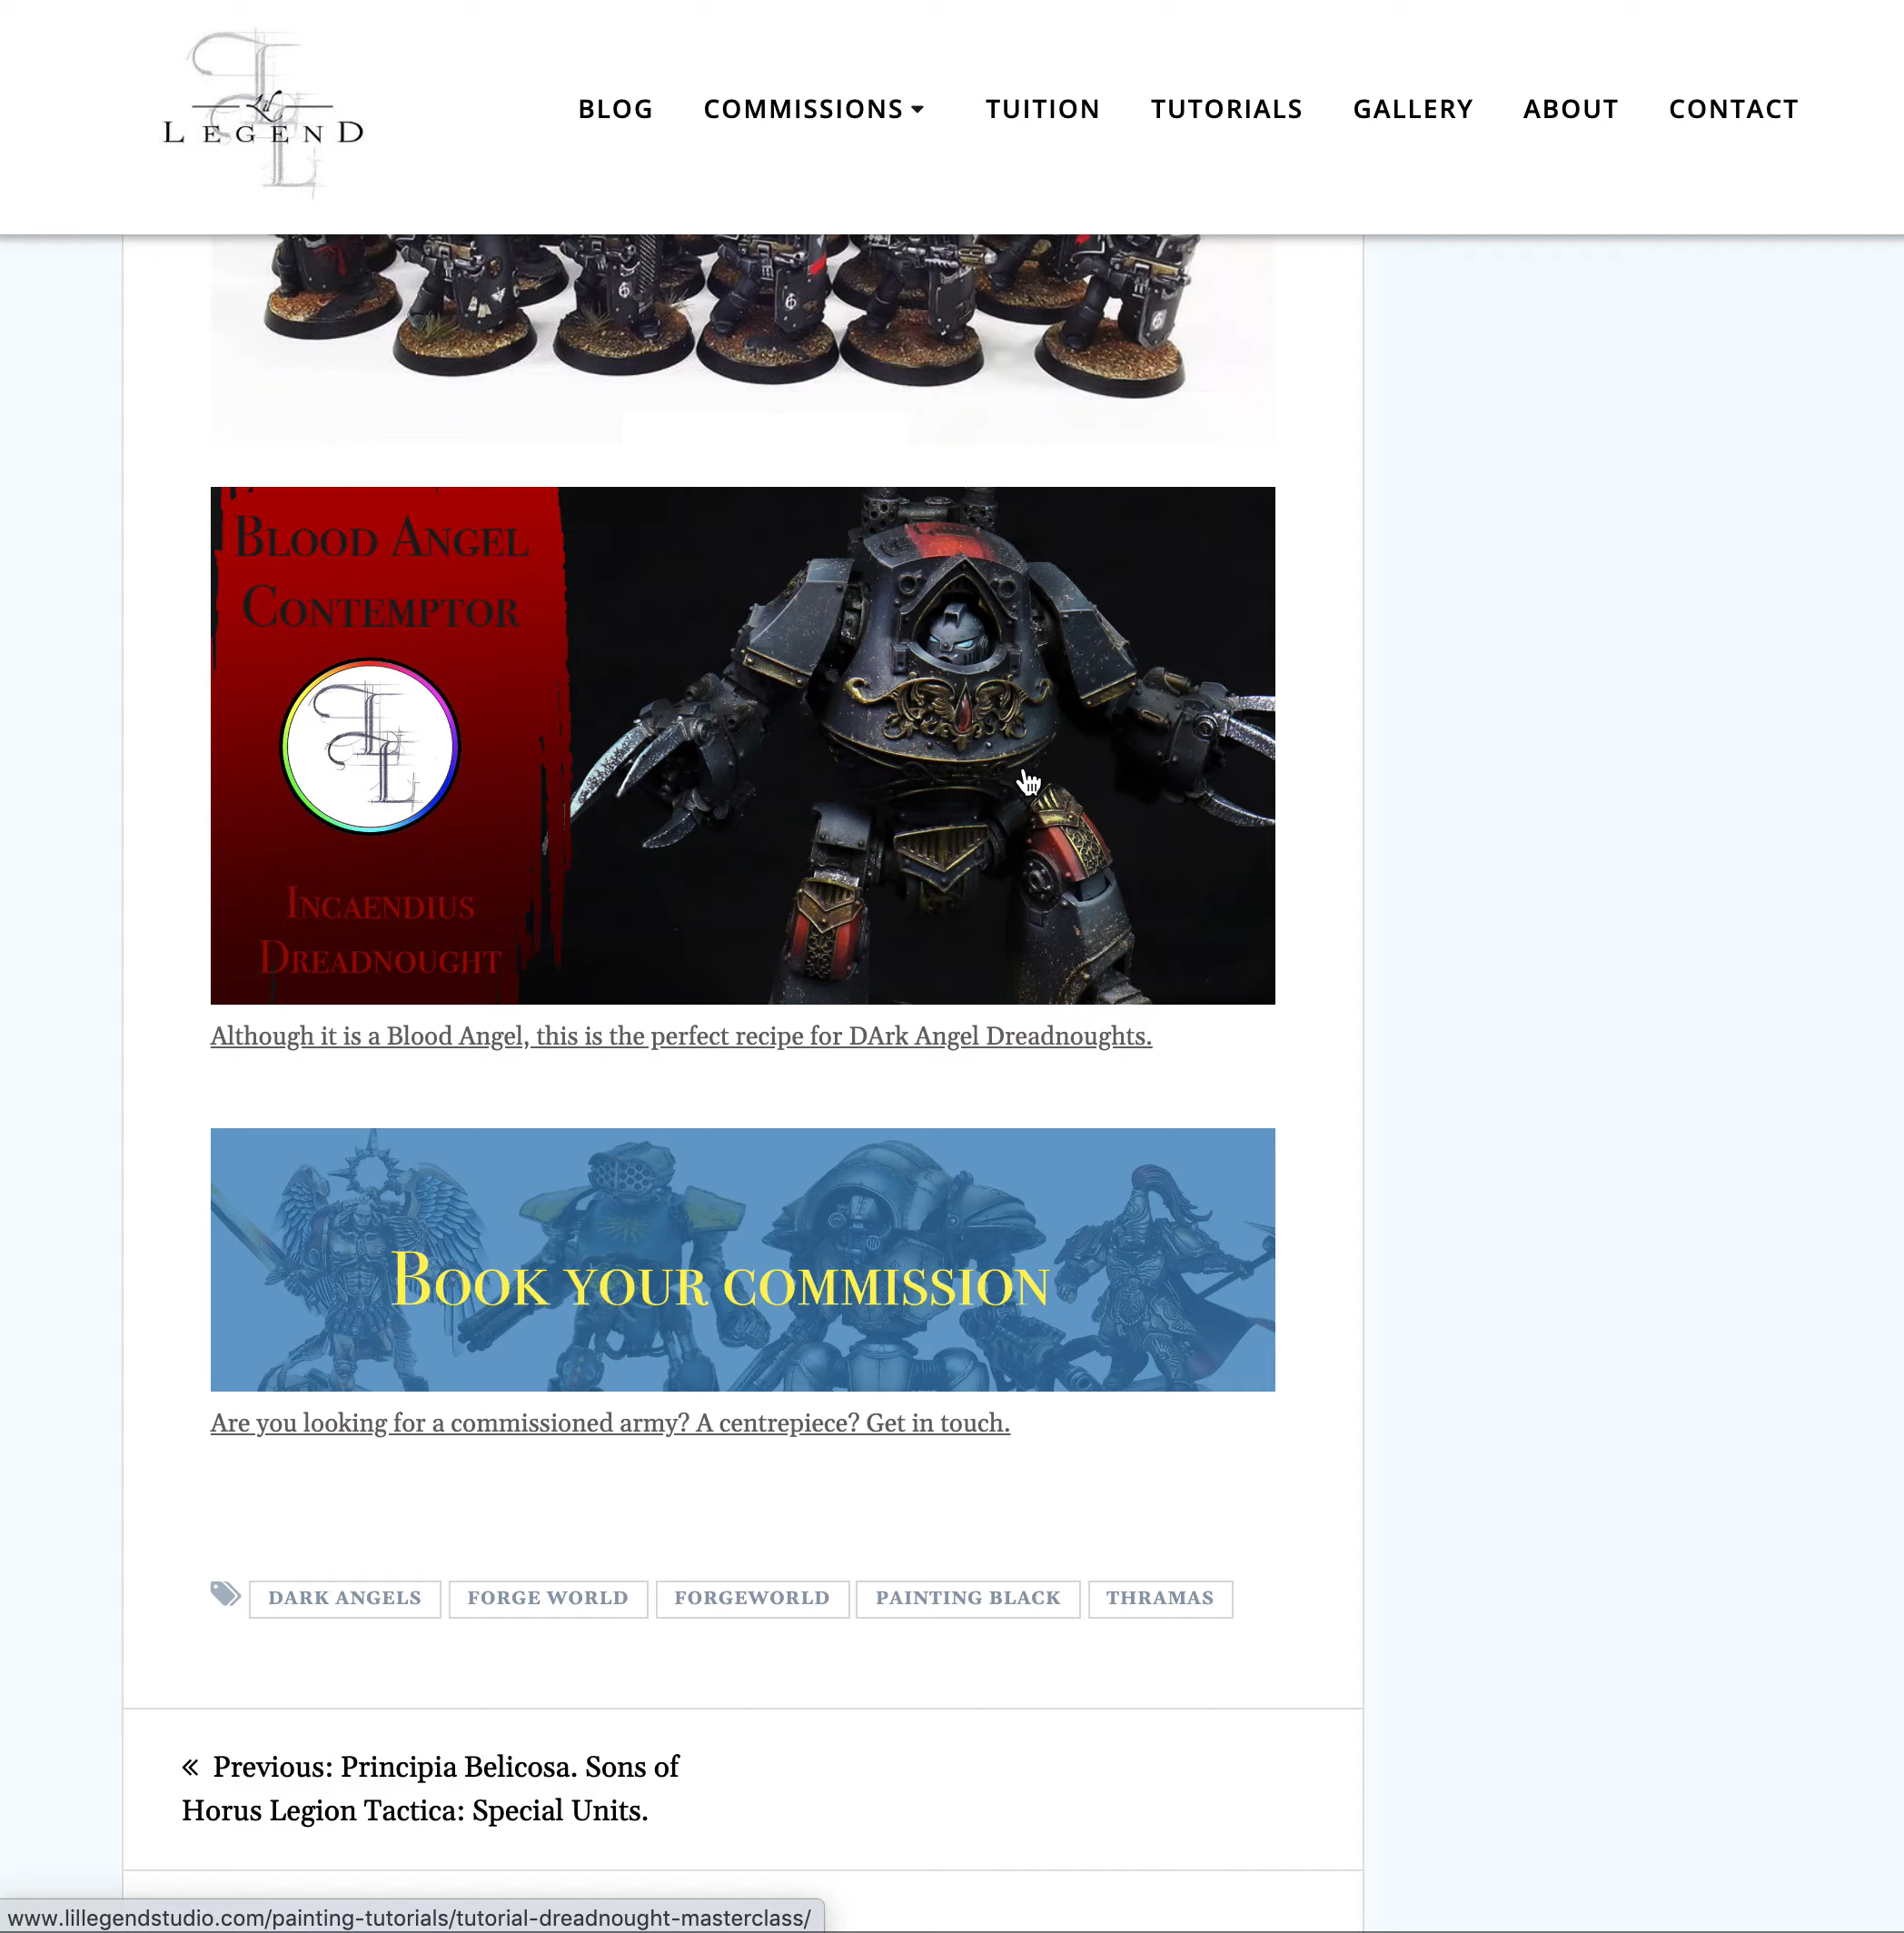 Lil
LEGEND
BLOG
COMMISSIONS
TUITION
TUTORIALS
GALLERY
ABOUT
CONTACT
BLOOD ANGEL
CONTEMPTOR
INCAENDIUS
DREADNOUGHT
Although it is a Blood Angel, this is the perfect recipe for DArk Angel Dreadnoughts.
BOOK YOUR COMMISSION
Are you looking for a commissioned army? A centrepiece? Get in touch.
DARK ANGELS
FORGE WORLD
FORGEWORLD
PAINTING BLACK
THRAMAS
« Previous: Principia Belicosa. Sons of
Horus Legion Tactica: Special Units.
www.lillegendstudio.com/painting-tutorials/tutorial-dreadnought-masterclass/